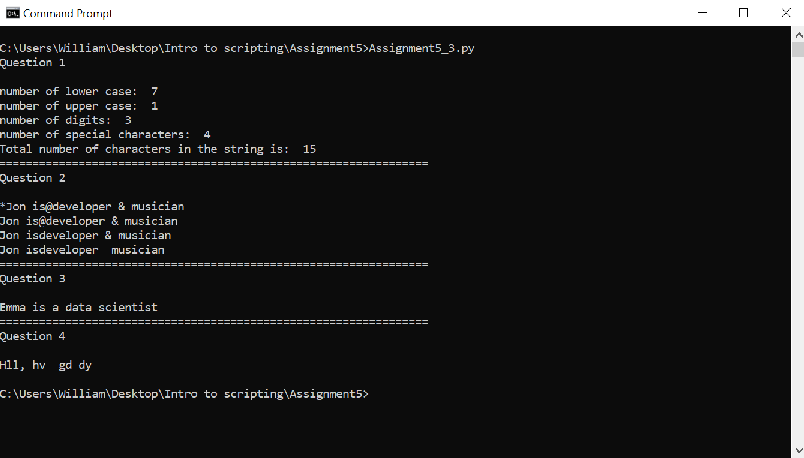 Command Prompt
C:\Users\William\Desktop\Intro to scripting\Assignment5>Assignment5_3.py
Question 1
number of lower case:  7
number of upper case:  1
number of digits:  3
number of special characters:  4
Total number of characters in the string is:  15
=================================================================
Question 2
*Jon is@developer & musician
Jon is@developer & musician
Jon isdeveloper & musician
Jon isdeveloper  musician
=================================================================
Question 3
Emma is a data scientist
=================================================================
Question 4
Hll, hv  gd dy
C:\Users\William\Desktop\Intro to scripting\Assignment5>